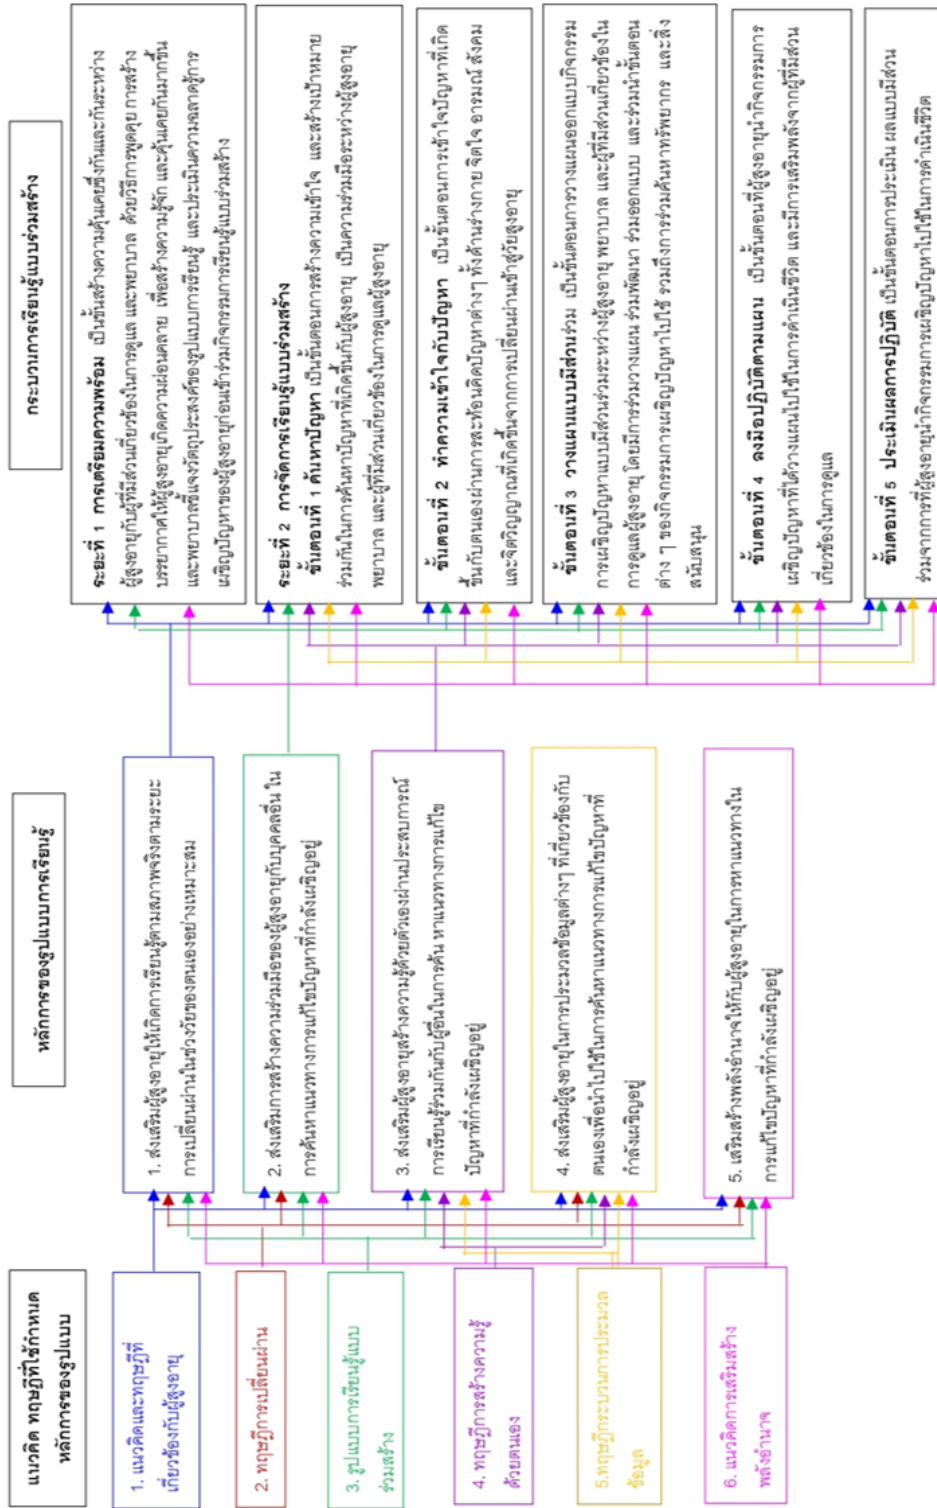 แนวคิด ทฤษฎีที่ใช้กำหนด
หลักการของรูปแบบ
1. แนวคิดและทฤษฎีที่
เกี่ยวข้องกับผู้สูงอายุ
2. ทฤษฎีการเปลี่ยนผ่าน
3. รูปแบบการเรียนรู้แบบ
ร่วมสร้าง
4. ทฤษฎีการสร้างความรู้
ด้วยตนเอง
5.ทฤษฎีกระบวนการประมวล
ข้อมูล
6. แนวคิดการเสริมสร้าง
พลังอำนาจ
หลักการของรูปแบบการเรียนรู้
1. ส่งเสริมผู้สูงอายุให้เกิดการเรียนรู้ตามสภาพจริงตามระยะ
การเปลี่ยนผ่านในช่วงวัยของตนเองอย่างเหมาะสม
2. ส่งเสริมการสร้างความร่วมมือของผู้สูงอายุกับบุคคลอื่น ใน
การค้นหาแนวทางการแก้ไขปัญหาที่กำลังเผชิญอยู่
3. ส่งเสริมผู้สูงอายุสร้างความรู้ด้วยตัวเองผ่านประสบการณ์
การเรียนรู้ร่วมกันกับผู้อื่นในการค้น หาแนวทางการแก้ไข
ปัญหาที่กำลังเผชิญอยู่
4. ส่งเสริมผู้สูงอายุในการประมวลข้อมูลต่างๆ ที่เกี่ยวข้องกับ
ตนเองเพื่อนำไปใช้ในการค้นหาแนวทางการแก้ไขปัญหาที่
กำลังเผชิญอยู่
5. เสริมสร้างพลังอำนาจให้กับผู้สูงอายุในการหาแนวทางใน
การแก้ไขปัญหาที่กำลังเผชิญอยู่
กระบวนการเรียนรู้แบบร่วมสร้าง
ระยะที่ 1 การเตรียมความพร้อม เป็นขั้นสร้างความคุ้นเคยซึ่งกันและกันระหว่าง
ผู้สูงอายุกับผู้ที่มีส่วนเกี่ยวข้องในการดูแล และพยาบาล ด้วยวิธีการพูดคุย การสร้าง
บรรยากาศให้ผู้สูงอายุเกิดความผ่อนคลาย เพื่อสร้างความรู้จัก และคุ้นเคยกันมากขึ้น
และพยาบาลชี้แจงวัตถุประสงค์ของรูปแบบการเรียนรู้ และประเมินความฉลาดรู้การ
เผชิญปัญหาของผู้สูงอายุก่อนเข้าร่วมกิจกรรมการเรียนรู้แบบร่วมสร้าง
ระยะที่ 2 การจัดการเรียนรู้แบบร่วมสร้าง
ขั้นตอนที่ 1 ค้นหาปัญหา เป็นขั้นตอนการสร้างความเข้าใจ และสร้างเป้าหมาย
ร่วมกันในการค้นหาปัญหาที่เกิดขึ้นกับผู้สูงอายุ เป็นความร่วมมือระหว่างผู้สูงอายุ
พยาบาล และผู้ที่มีส่วนเกี่ยวข้องในการดูแลผู้สูงอายุ
ขั้นตอนที่ 2 ทำความเข้าใจกับปัญหา เป็นขั้นตอนการเข้าใจปัญหาที่เกิด
ขึ้นกับตนเองผ่านการสะท้อนคิดปัญหาต่างๆ ทั้งด้านร่างกาย จิตใจ อารมณ์ สังคม
และจิตวิญญาณที่เกิดขึ้นจากการเปลี่ยนผ่านเข้าสู่วัยสูงอายุ
ขั้นตอนที่ 3 วางแผนแบบมีส่วนร่วม เป็นขั้นตอนการวางแผนออกแบบกิจกรรม
การเผชิญปัญหาแบบมีส่วนร่วมระหว่างผู้สูงอายุ พยาบาล และผู้ที่มีส่วนเกี่ยวข้องใน
การดูแลผู้สูงอายุ โดยมีการร่วมวางแผน ร่วมพัฒนา ร่วมออกแบบ และร่วมนำขั้นตอน
ต่าง ๆ ของกิจกรรมการเผชิญปัญหาไปใช้ รวมถึงการร่วมค้นหาทรัพยากร และสิ่ง
สนับสนุน
ขั้นตอนที่ 4 ลงมือปฏิบัติตามแผน เป็นขั้นตอนที่ผู้สูงอายุนำกิจกรรมการ
เผชิญปัญหาที่ได้วางแผนไปใช้ในการดำเนินชีวิต และมีการเสริมพลังจากผู้ที่มีส่วน
เกี่ยวข้องในการดูแล
ขั้นตอนที่ 5 ประเมินผลการปฏิบัติ เป็นขั้นตอนการประเมิน ผลแบบมีส่วน
ร่วมจากการที่ผู้สูงอายุนำกิจกรรมการเผชิญปัญหาไปใช้ในการดำเนินชีวิต